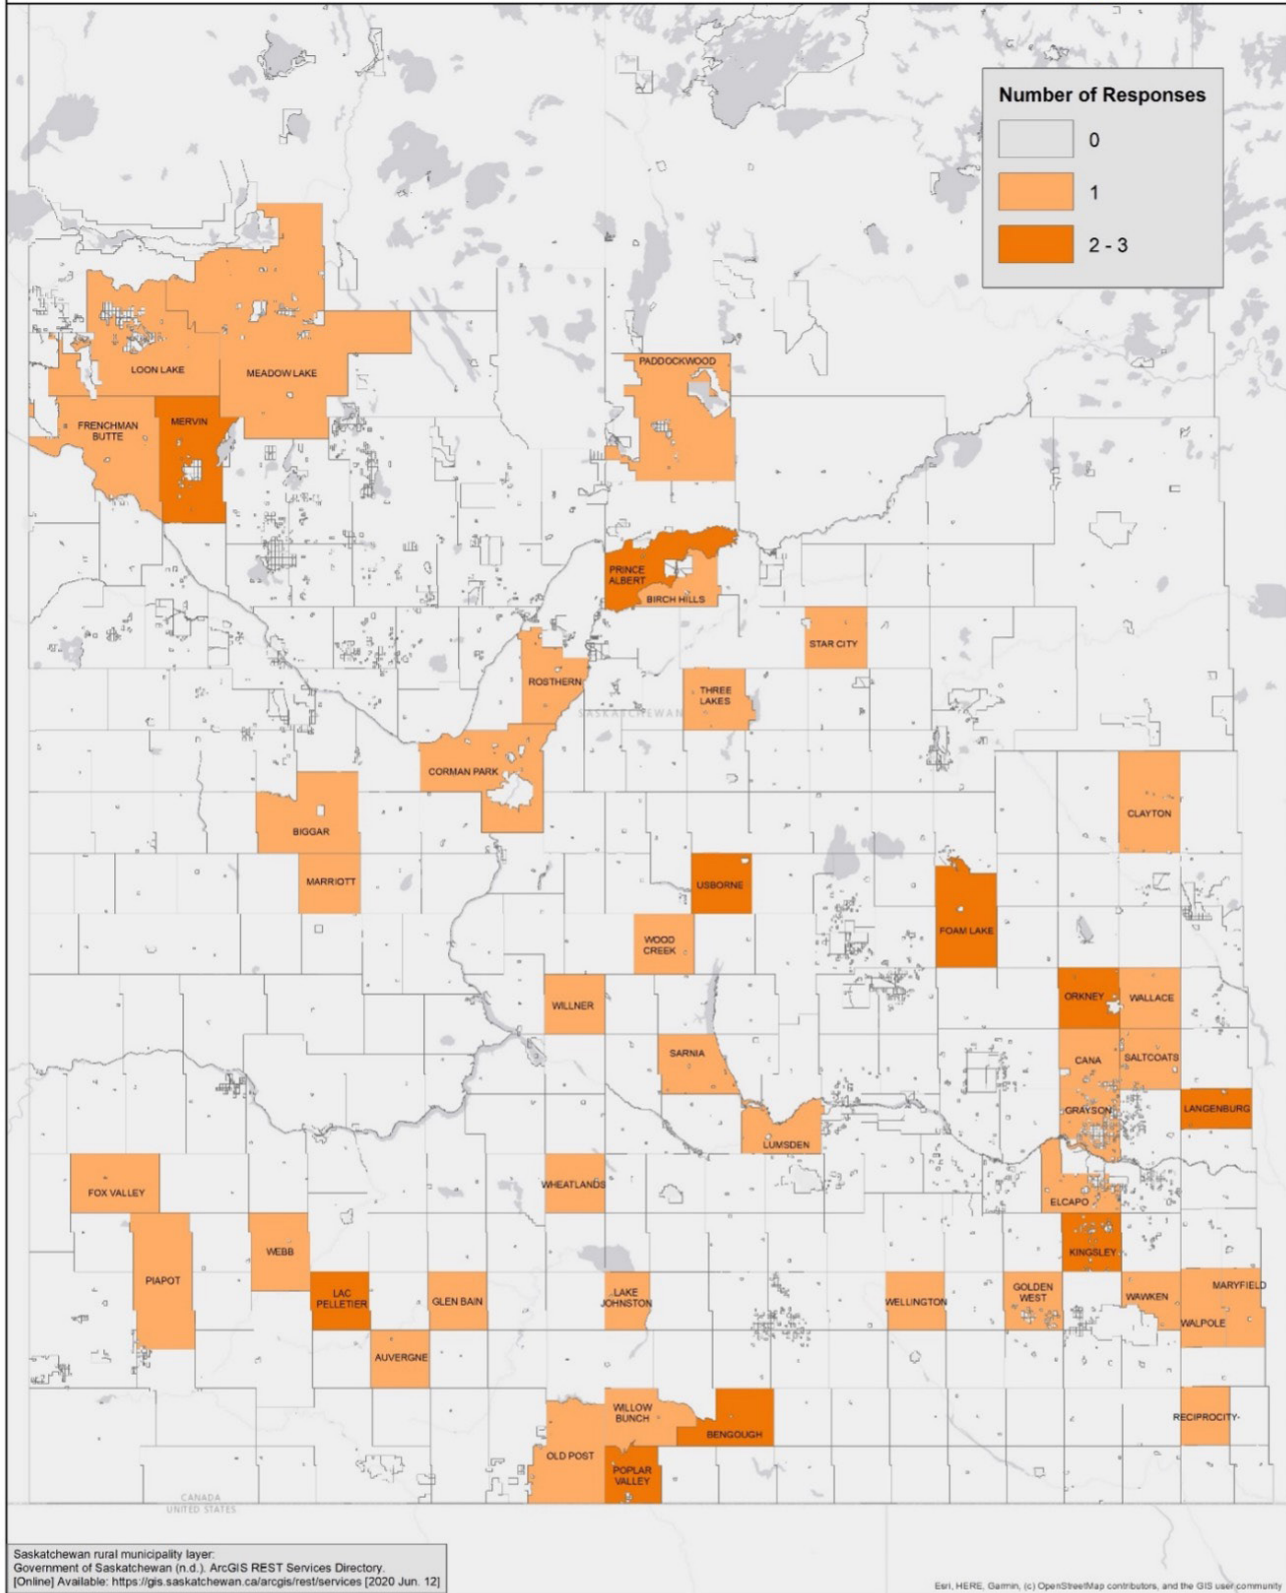 Number of Responses
0
1
2 - 3
LOON LAKE
MEADOW LAKE
PADDOCKWOOD
FRENCHMAN
BUTTE
MERVIN
PRINCE
ALBERT
BIRCH HILLS
STAR CITY
ROSTHERN
THREE
LAKES
SASKATCHEWAN
CORMAN PARK
CLAYTON
BIGGAR
MARRIOTT
USBORNE
FOAM LAKE
WOOD
CREEK
WILLNER
ORKNEY
WALLACE
SARNIA
CANA
SALTCOATS
GRAYSON
LANGENBURG
LUMSDEN
FOX VALLEY
WHEATLANDS
ELCAPO
WEBB
KINGSLEY
PIAPOT
LAC
PELLETIER
GLEN BAIN
LAKE
JOHNSTON
WELLINGTON
GOLDEN
WEST
WAWKEN
MARYFIELD
WALPOLE
AUVERGNE
WILLOW
BUNCH
BENGOUGH
RECIPROCITY
OLD POST
POPLAR
VALLEY
CANADA
UNITED STATES
Saskatchewan rural municipality layer:
Government of Saskatchewan (n.d.). ArcGIS REST Services Directory.
[Online] Available: https://gis.saskatchewan.ca/arcgis/rest/services [2020 Jun. 12]
Esri, HERE, Garmin, (c) OpenStreetMap contributors, and the GIS user community